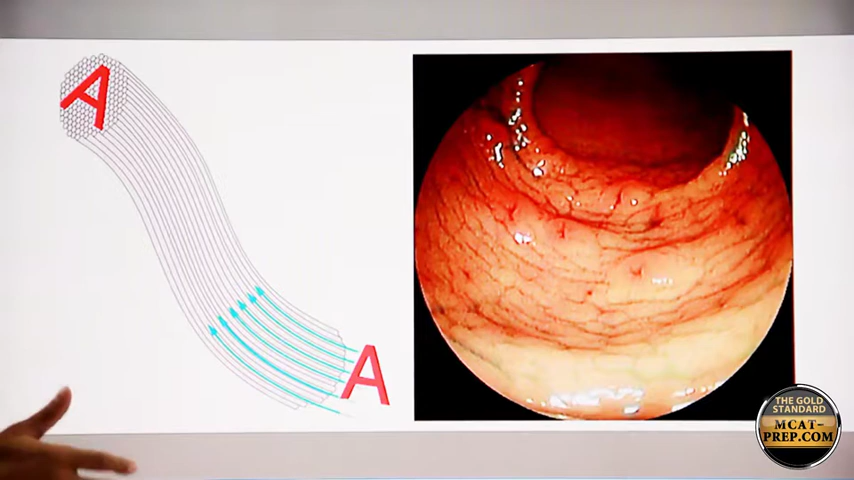 A
A
THE GOLD
STANDARD
MCAT-
PREP.COM